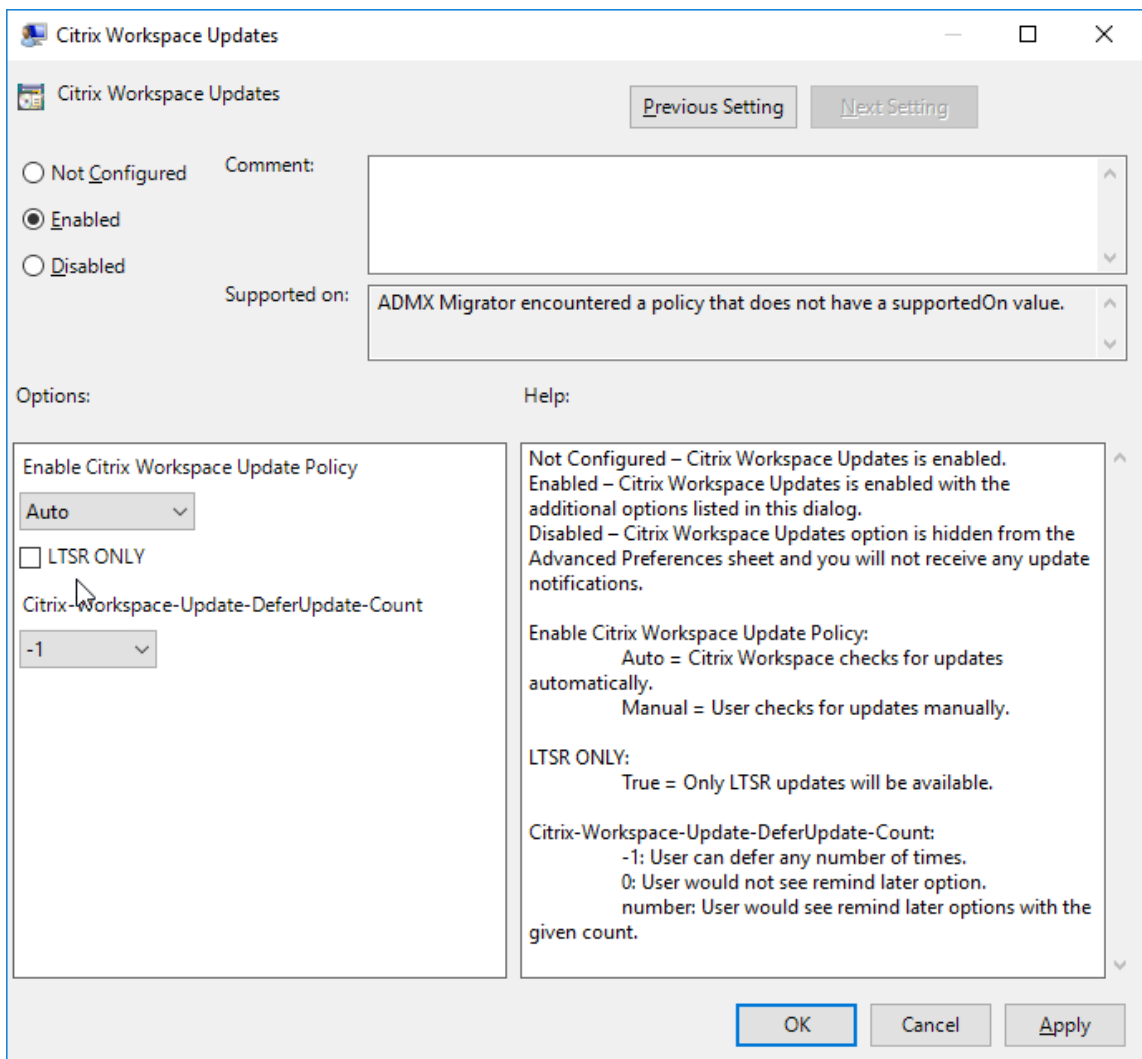 Citrix Workspace Updates
Citrix Workspace Updates
Previous Setting
Next Setting
Not Configured
Enabled
Disabled
Comment:
Supported on:
ADMX Migrator encountered a policy that does not have a supportedOn value.
Options:
Help:
Enable Citrix Workspace Update Policy
Auto
LTSR ONLY
Citrix-Workspace-Update-DeferUpdate-Count
-1
Not Configured – Citrix Workspace Updates is enabled.
Enabled – Citrix Workspace Updates is enabled with the
additional options listed in this dialog.
Disabled – Citrix Workspace Updates option is hidden from the
Advanced Preferences sheet and you will not receive any update
notifications.
Enable Citrix Workspace Update Policy:
Auto = Citrix Workspace checks for updates
automatically.
Manual = User checks for updates manually.
LTSR ONLY:
True = Only LTSR updates will be available.
Citrix-Workspace-Update-DeferUpdate-Count:
-1: User can defer any number of times.
0: User would not see remind later option.
number: User would see remind later options with the
given count.
OK
Cancel
Apply